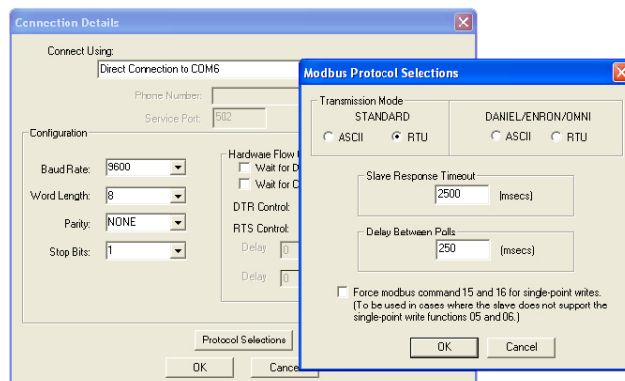 Connection Details
Connect Using:
Direct Connection to COM6
Phone Number:
Service Port: 502
Configuration
Baud Rate: 9600
Word Length: 8
Parity: NONE
Stop Bits: 1
Hardware Flow
Wait for D
Wait for C
DTR Control:
RTS Control:
Delay 0
Delay 0
Protocol Selections
OK
Cance
Modbus Protocol Selections
Transmission Mode
STANDARD
ASCII RTU
DANIEL/ENRON/OMNI
ASCII RTU
Slave Response Timeout
2500 (msecs)
Delay Between Polls
250 (msecs)
Force modbus command 15 and 16 for single-point writes.
(To be used in cases where the slave does not support the
single-point write functions 05 and 06.)
OK Cancel